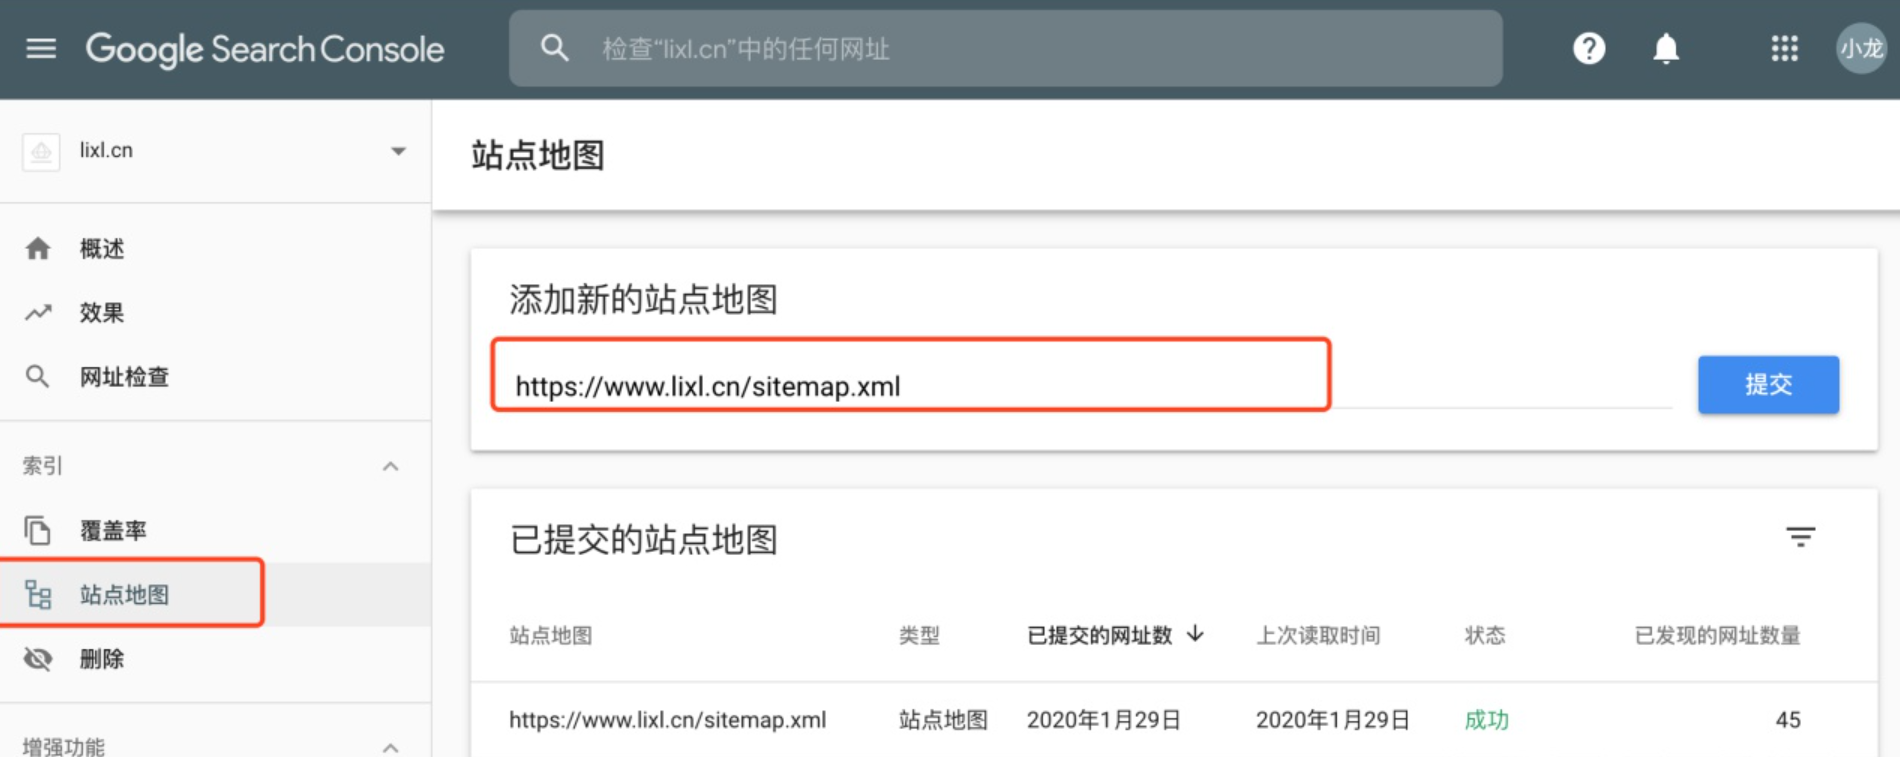 Google Search Console
检查“lixl.cn”中的任何网址
小龙
lixl.cn
概述
效果
网址检查
索引
覆盖率
站点地图
删除
增强功能
站点地图
添加新的站点地图
https://www.lixl.cn/sitemap.xml
提交
已提交的站点地图
站点地图 类型 已提交的网址数 上次读取时间 状态 已发现的网址数量
https://www.lixl.cn/sitemap.xml 站点地图 2020年1月29日 2020年1月29日 成功 45